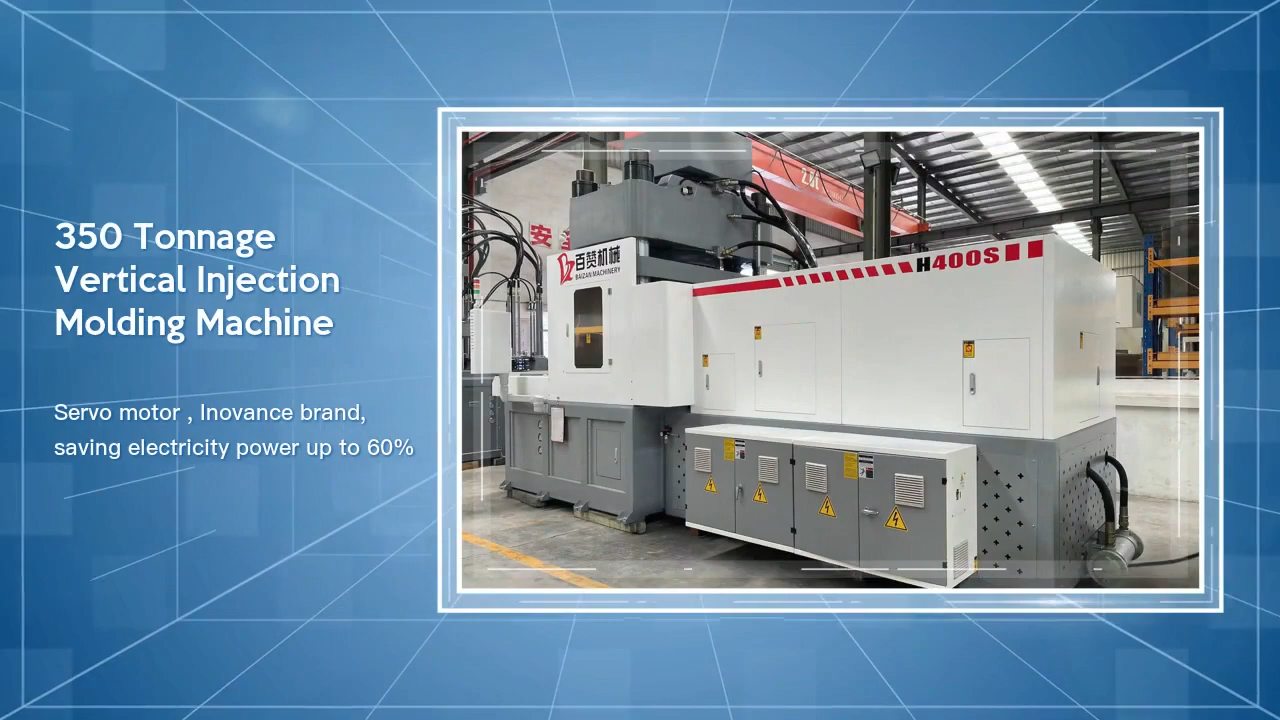 350 Tonnage
Vertical Injection
Molding Machine
Servo motor , Inovance brand,
saving electricity power up to 60%
百赞机械
BAIZAN MACHINERY
H400S
安